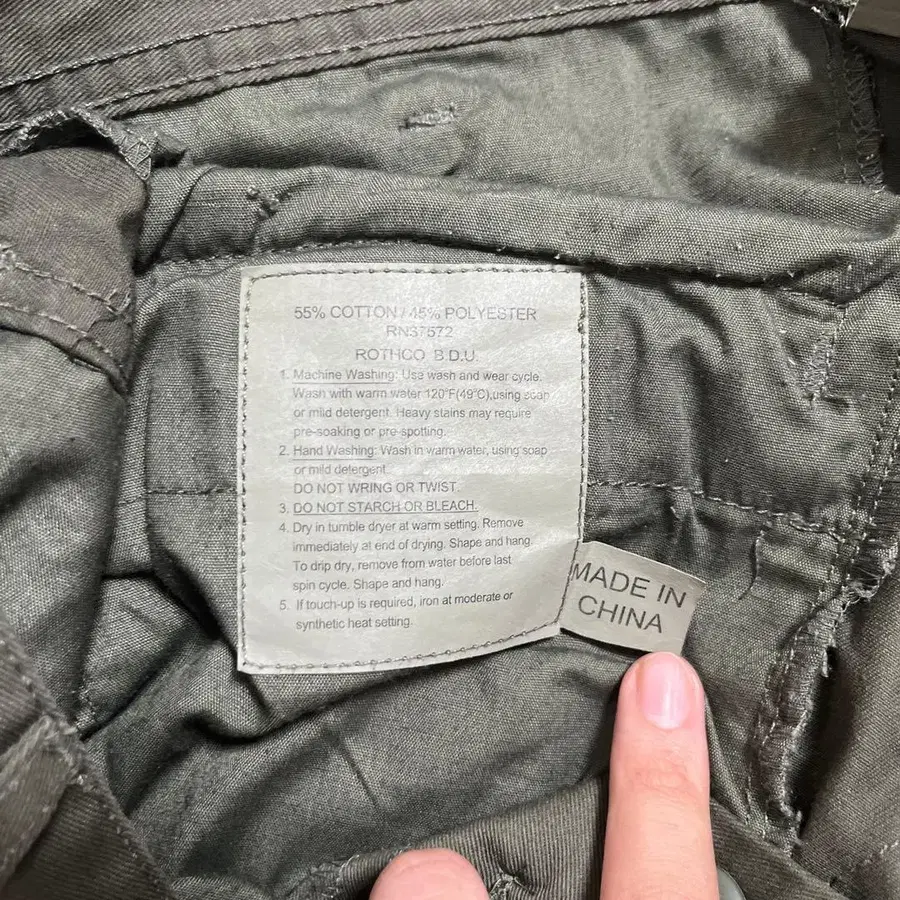 55% COTTON / 45% POLYESTER
RN37572
ROTHCO B.D.U.
1. Machine Washing: Use wash and wear cycle.
Wash with warm water 120°F(49°C),using soap
or mild detergent. Heavy stains may require
pre-soaking or pre-spotting.
2. Hand Washing: Wash in warm water, using soap
or mild detergent.
DO NOT WRING OR TWIST.
3. DO NOT STARCH OR BLEACH.
4. Dry in tumble dryer at warm setting. Remove
immediately at end of drying. Shape and hang.
To drip dry, remove from water before last
spin cycle. Shape and hang.
5. If touch-up is required, iron at moderate or
synthetic heat setting.
MADE IN
CHINA